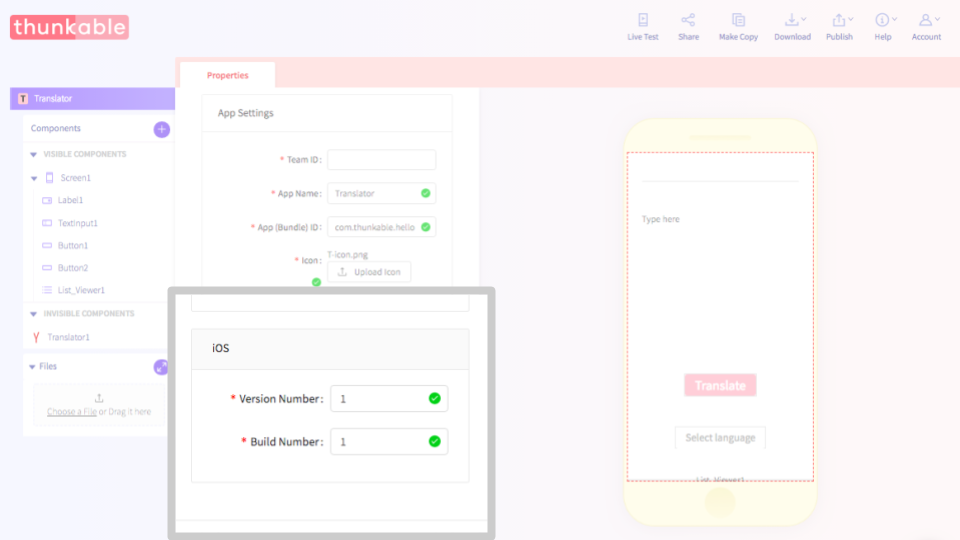 thunkable
Live Test
Share
Make Copy
Download
Publish
Help
Account
T Translator
Components
VISIBLE COMPONENTS
Screen1
Label1
TextInput1
Button1
Button2
List_Viewer1
INVISIBLE COMPONENTS
Translator1
Files
Choose a File or Drag it here
Properties
App Settings
* Team ID:
* App Name: Translator
* App (Bundle) ID: com.thunkable.hello
* Icon: T-icon.png
Upload Icon
iOS
* Version Number: 1
* Build Number: 1
Type here
Translate
Select language
List_Viewer1